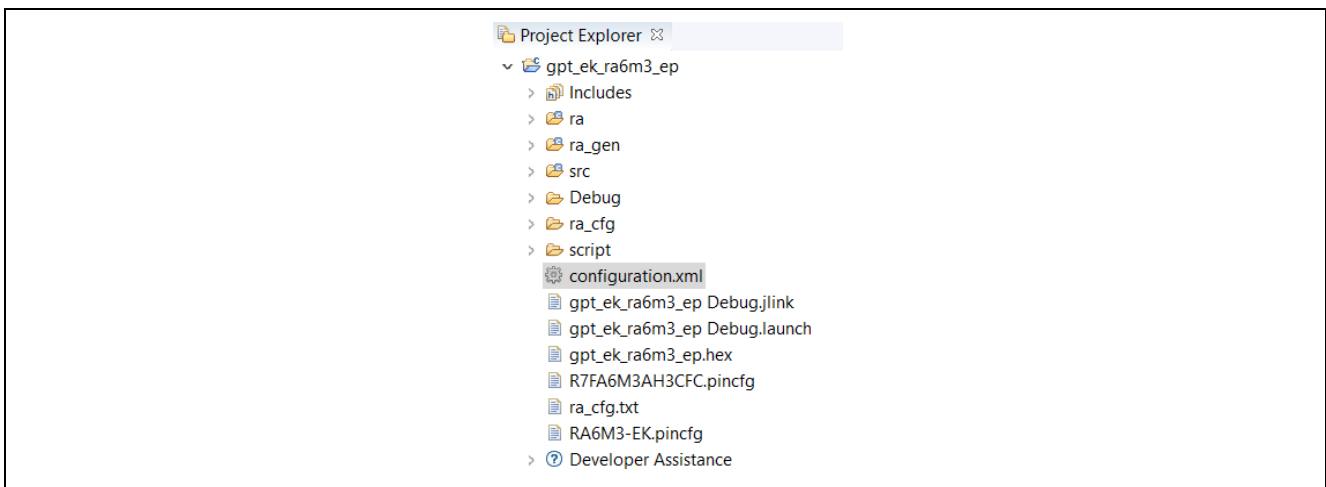 Project Explorer
gpt_ek_ra6m3_ep
Includes
ra
ra_gen
src
Debug
ra_cfg
script
configuration.xml
gpt_ek_ra6m3_ep Debug.jlink
gpt_ek_ra6m3_ep Debug.launch
gpt_ek_ra6m3_ep.hex
R7FA6M3AH3CFC.pincfg
ra_cfg.txt
RA6M3-EK.pincfg
Developer Assistance